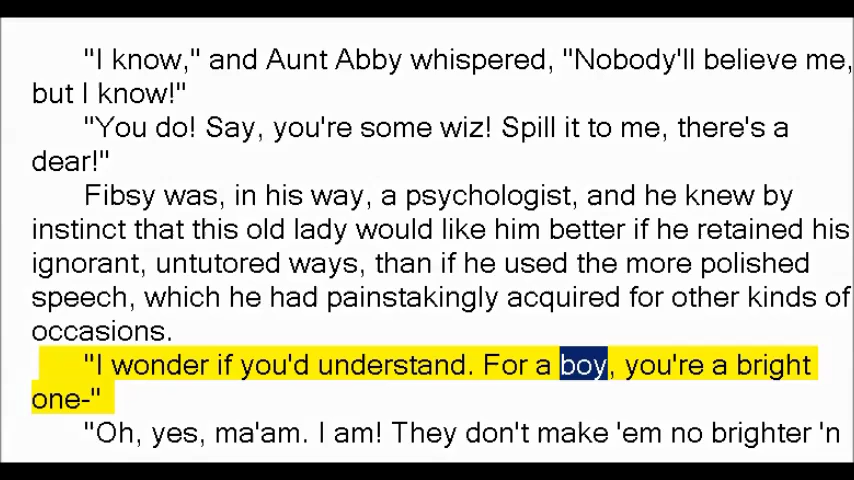 "I know," and Aunt Abby whispered, "Nobody'll believe me,
but I know!"
"You do! Say, you're some wiz! Spill it to me, there's a
dear!"
Fibsy was, in his way, a psychologist, and he knew by
instinct that this old lady would like him better if he retained his
ignorant, untutored ways, than if he used the more polished
speech, which he had painstakingly acquired for other kinds of
occasions.
"I wonder if you'd understand. For a boy, you're a bright
one-"
"Oh, yes, ma'am. I am! They don't make 'em no brighter 'n